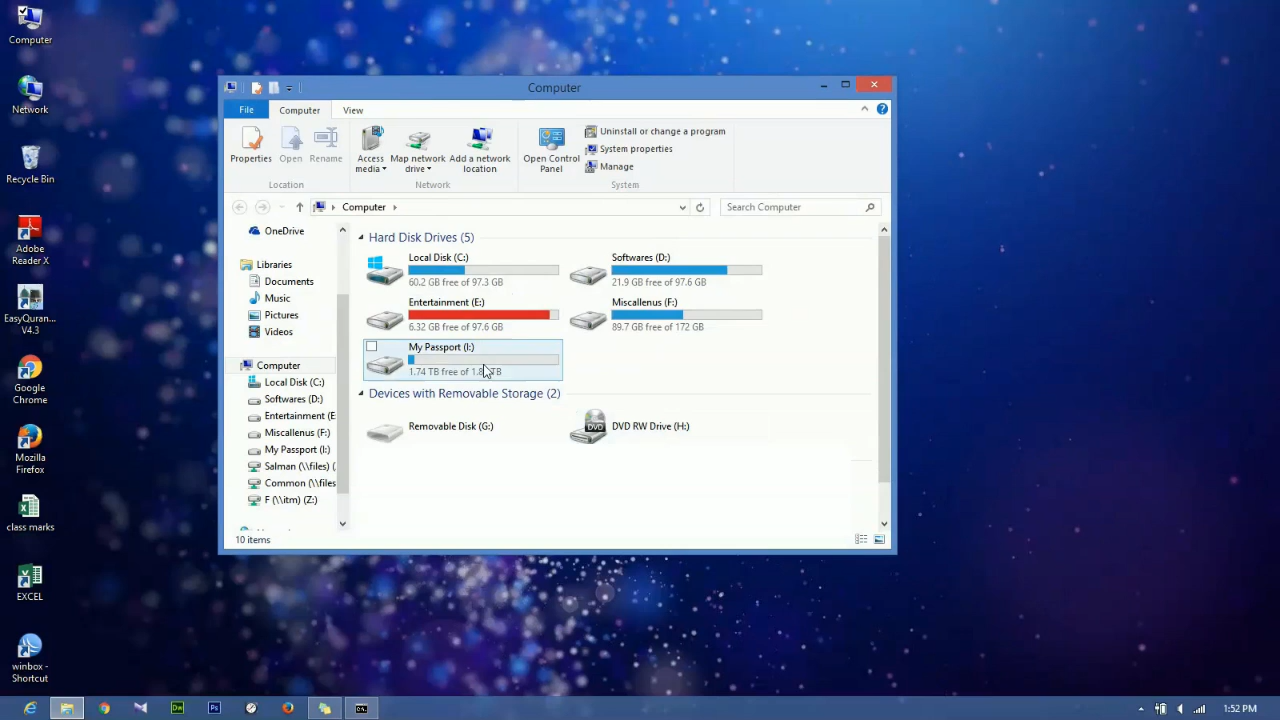 Computer
Network
Recycle Bin
Adobe
Reader X
EasyQuran...
V4.3
Google
Chrome
Mozilla
Firefox
class marks
EXCEL
winbox -
Shortcut
Computer
File
Computer
View
Properties
Open
Rename
Location
Access
media
Map network
drive
Add a network
location
Network
Open Control
Panel
Uninstall or change a program
System properties
Manage
System
Computer
Search Computer
OneDrive
Libraries
Documents
Music
Pictures
Videos
Computer
Local Disk (C:)
Softwares (D:)
Entertainment (E
Miscallenus (F:)
My Passport (I:)
Salman (\\files) (
Common (\\files
F (\\itm) (Z:)
Hard Disk Drives (5)
Local Disk (C:)
60.2 GB free of 97.3 GB
Softwares (D:)
21.9 GB free of 97.6 GB
Entertainment (E:)
6.32 GB free of 97.6 GB
Miscallenus (F:)
89.7 GB free of 172 GB
My Passport (I:)
1.74 TB free of TB
Devices with Removable Storage (2)
Removable Disk (G:)
DVD
DVD RW Drive (H:)
10 items
Dw
Ps
1:52 PM